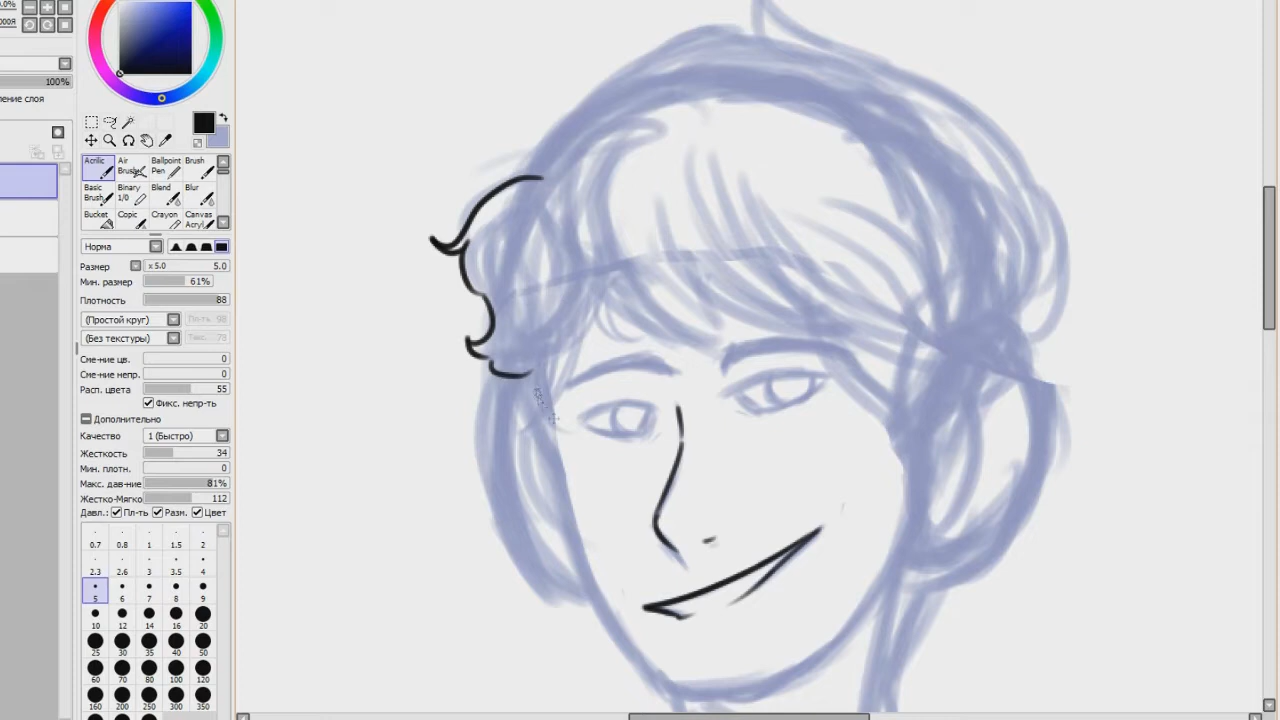 .0%
000Я
100%
ление слоя
Acrilic
Air Brush
Ballpoint Pen
Brush
Basic Brush
Binary 1/0
Blend
Blur
Bucket
Copic
Crayon
Canvas Acryl
Норма
Размер x 5.0 5.0
Мин. размер 61%
Плотность 88
(Простой круг)
(Без текстуры)
Сме-ние цв. 0
Сме-ние непр. 0
Расп. цвета 55
Фикс. непр-ть
Дополнительно
Качество 1 (Быстро)
Жесткость 34
Мин. плотн. 0
Макс. дав-ние 81%
Жестко-Мягко 112
Давл.: Пл-ть Разм. Цвет
0.7 0.8 1 1.5 2
2.3 2.6 3 3.5 4
5 6 7 8 9
10 12 14 16 20
25 30 35 40 50
60 70 80 100 120
160 200 250 300 350